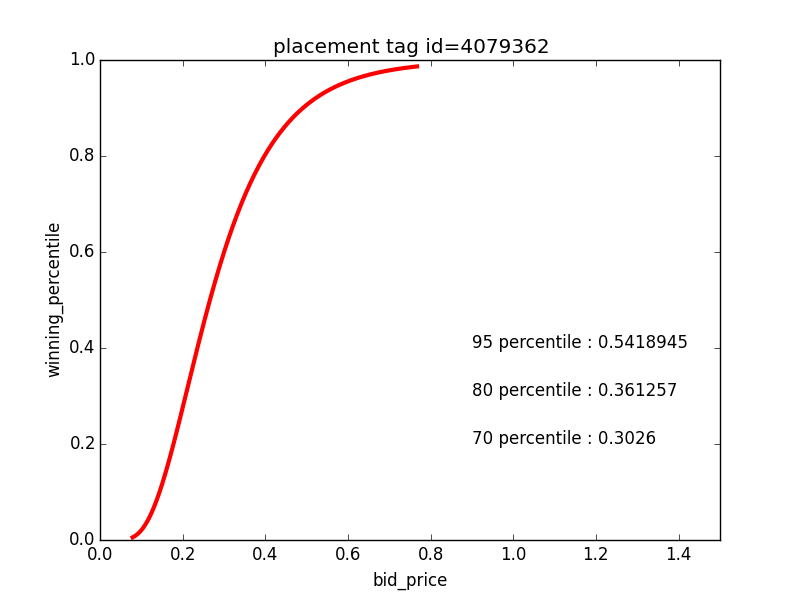 placement tag id=4079362
1.0
0.8
0.6
0.4
0.2
0.0
winning_percentile
95 percentile : 0.5418945
80 percentile : 0.361257
70 percentile : 0.3026
0.0 0.2 0.4 0.6 0.8 1.0 1.2 1.4
bid_price